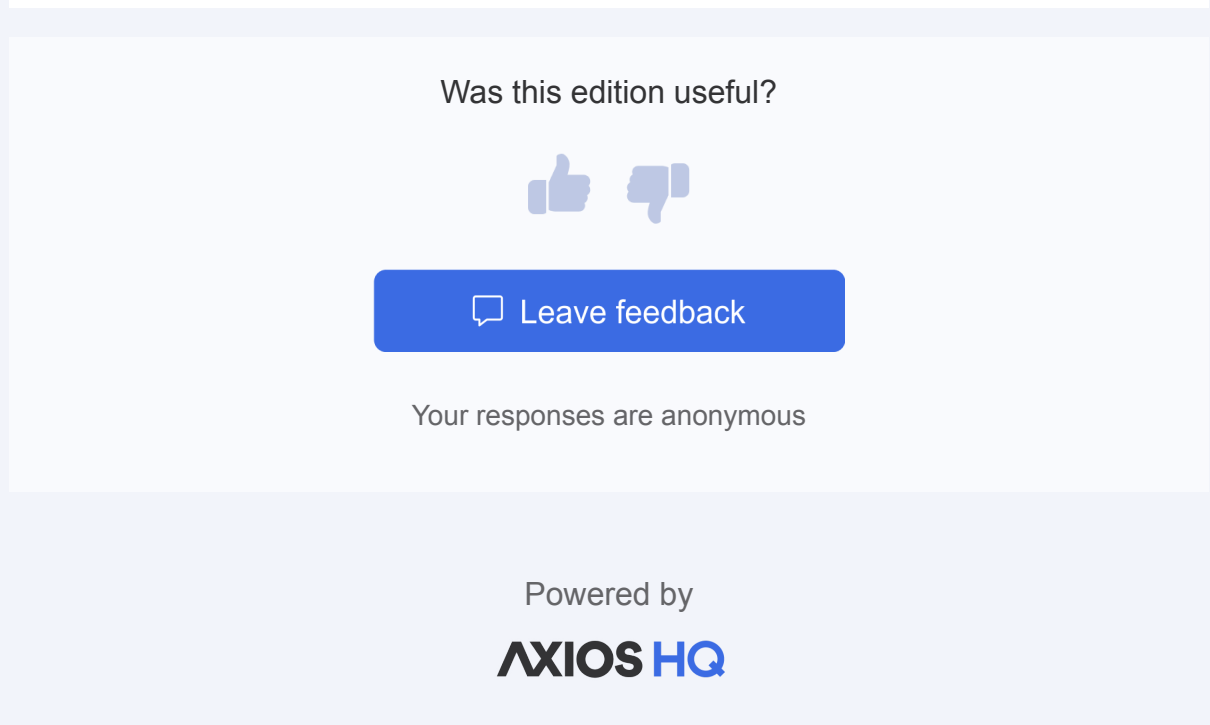 Was this edition useful?
Leave feedback
Your responses are anonymous
Powered by
AXIOS HQ